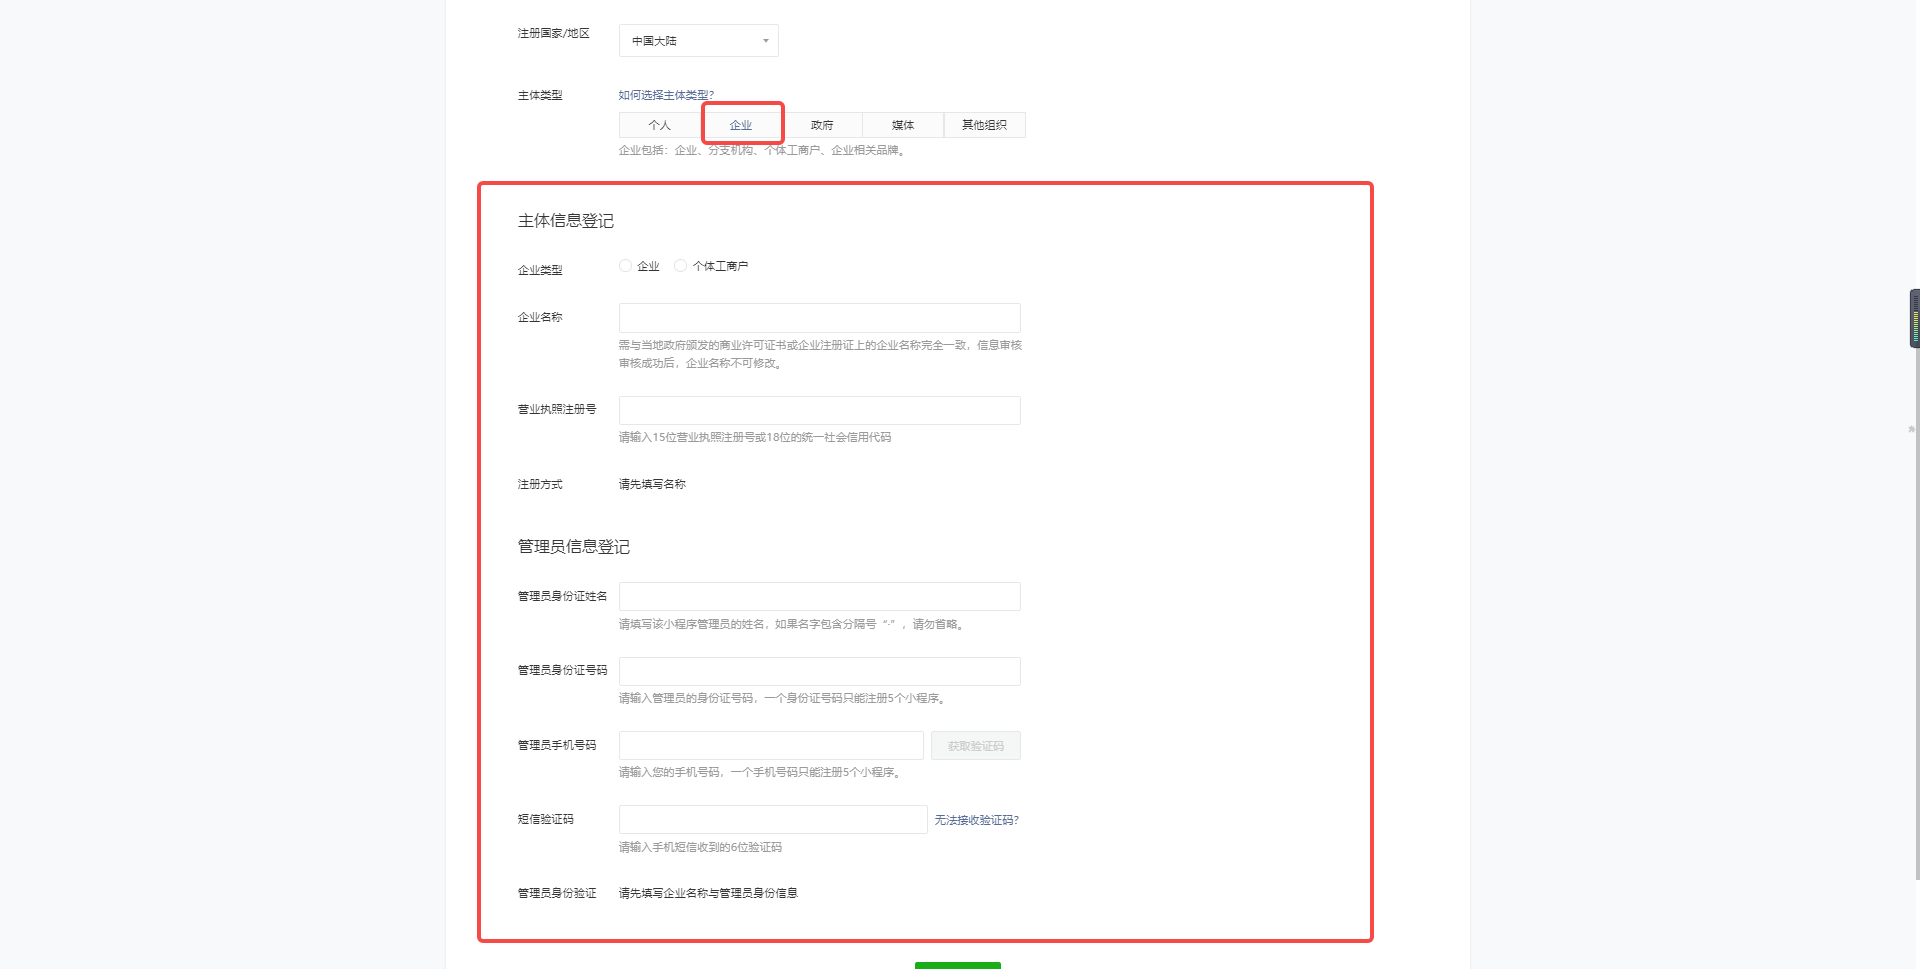 注册国家/地区
中国大陆
主体类型
如何选择主体类型?
个人
企业
政府
媒体
其他组织
企业包括：企业、分支机构、个体工商户、企业相关品牌。
主体信息登记
企业类型
企业
个体工商户
企业名称
需与当地政府颁发的商业许可证书或企业注册证上的企业名称完全一致，信息审核
审核成功后，企业名称不可修改。
营业执照注册号
请输入15位营业执照注册号或18位的统一社会信用代码
注册方式
请先填写名称
管理员信息登记
管理员身份证姓名
请填写该小程序管理员的姓名，如果名字包含分隔号“·”，请勿省略。
管理员身份证号码
请输入管理员的身份证号码，一个身份证号码只能注册5个小程序。
管理员手机号码
获取验证码
请输入您的手机号码，一个手机号码只能注册5个小程序。
短信验证码
无法接收验证码?
请输入手机短信收到的6位验证码
管理员身份验证
请先填写企业名称与管理员身份信息